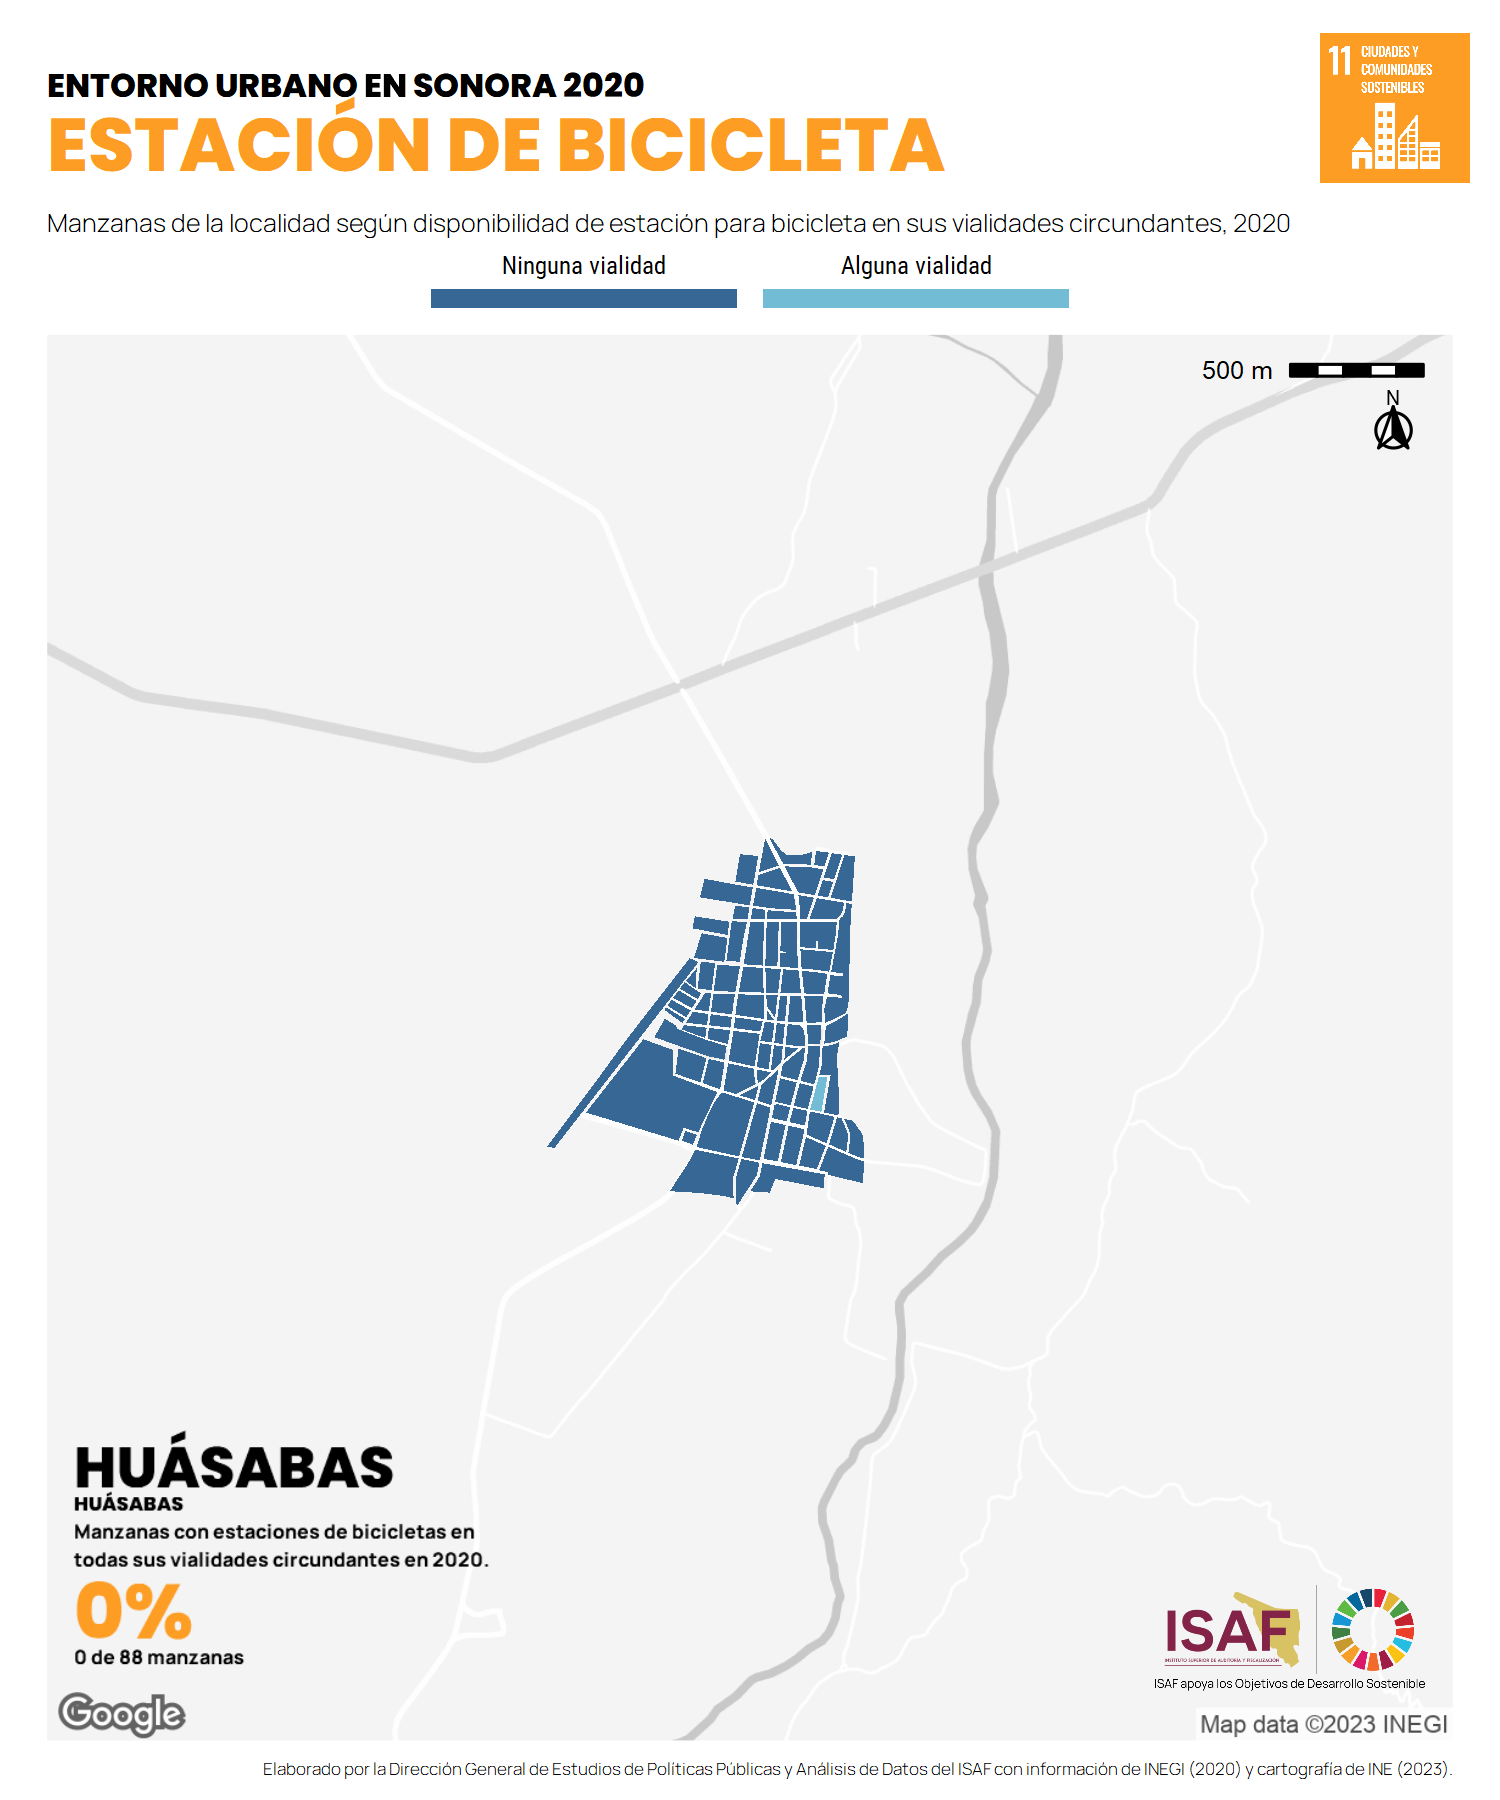 ENTORNO URBANO EN SONORA 2020
ESTACIÓN DE BICICLETA
11 CIUDADES Y
COMUNIDADES
SOSTENIBLES
Manzanas de la localidad según disponibilidad de estación para bicicleta en sus vialidades circundantes, 2020
Ninguna vialidad Alguna vialidad
500 m
N
HUÁSABAS
HUÁSABAS
Manzanas con estaciones de bicicletas en
todas sus vialidades circundantes en 2020.
0%
0 de 88 manzanas
ISAF
INSTITUTO SUPERIOR DE AUDITORÍA Y FISCALIZACIÓN
ISAF apoya los Objetivos de Desarrollo Sostenible
Google
Map data ©2023 INEGI
Elaborado por la Dirección General de Estudios de Políticas Públicas y Análisis de Datos del ISAF con información de INEGI (2020) y cartografía de INE (2023).